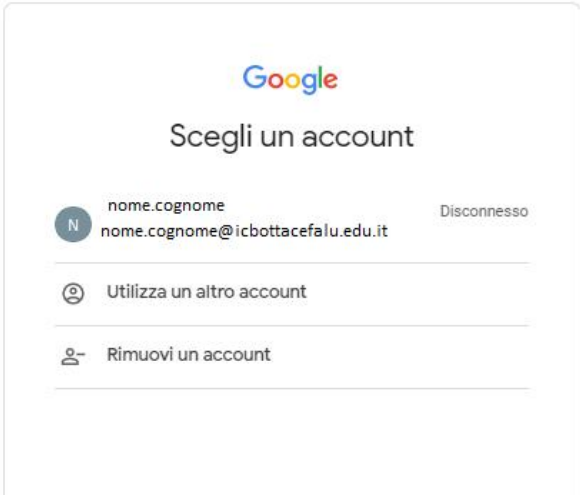 Google
Scegli un account
nome.cognome
N
Disconnesso
nome.cognome@icbottacefalu.edu.it
Utilizza un altro account
Rimuovi un account